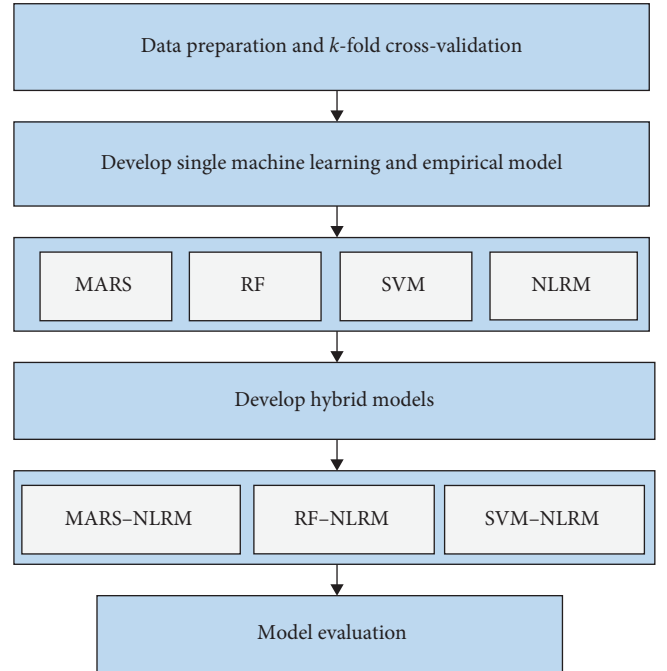 Data preparation and k-fold cross-validation
Develop single machine learning and empirical model
MARS
RF
SVM
NLRM
Develop hybrid models
MARS–NLRM
RF–NLRM
SVM–NLRM
Model evaluation